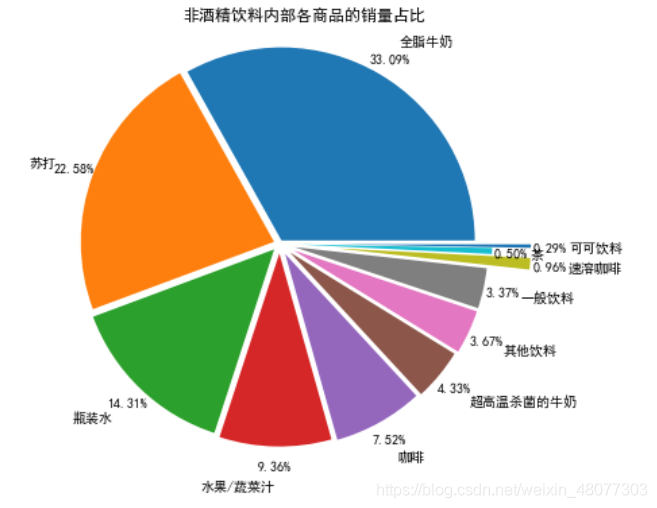 非酒精饮料内部各商品的销量占比
全脂牛奶
33.09%
苏打
22.58%
0.29% 可可饮料
0.50% 茶
0.96% 速溶咖啡
3.37% 一般饮料
3.67% 其他饮料
4.33% 超高温杀菌的牛奶
14.31%
瓶装水
7.52%
咖啡
9.36%
水果/蔬菜汁
https://blog.csdn.net/weixin_48077303